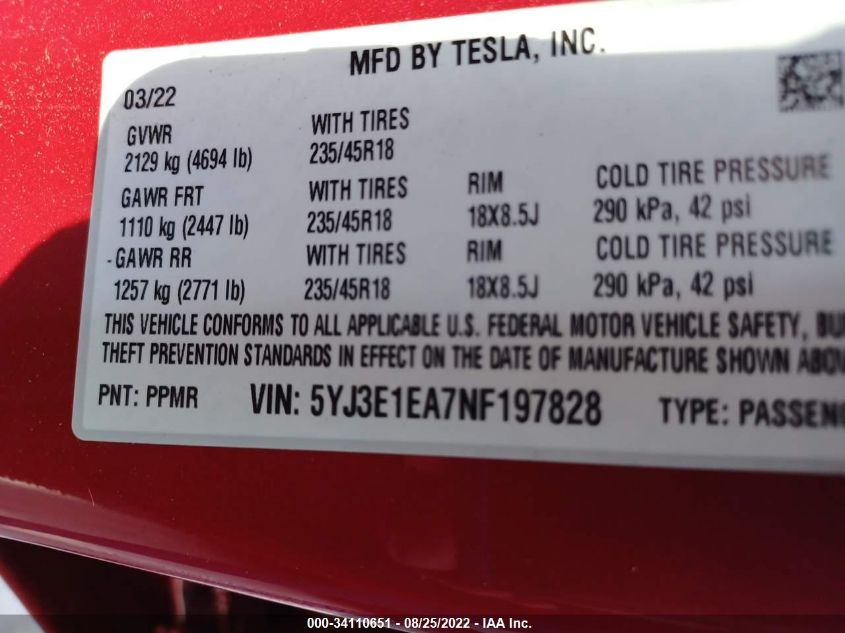 MFD BY TESLA, INC.
03/22
GVWR WITH TIRES
2129 kg (4694 lb) 235/45R18
GAWR FRT WITH TIRES RIM COLD TIRE PRESSURE
1110 kg (2447 lb) 235/45R18 18X8.5J 290 kPa, 42 psi
-GAWR RR WITH TIRES RIM COLD TIRE PRESSURE
1257 kg (2771 lb) 235/45R18 18X8.5J 290 kPa, 42 psi
THIS VEHICLE CONFORMS TO ALL APPLICABLE U.S. FEDERAL MOTOR VEHICLE SAFETY, BU
THEFT PREVENTION STANDARDS IN EFFECT ON THE DATE OF MANUFACTURE SHOWN ABOV
PNT: PPMR VIN: 5YJ3E1EA7NF197828 TYPE: PASSEN
000-34110651 - 08/25/2022 - IAA Inc.